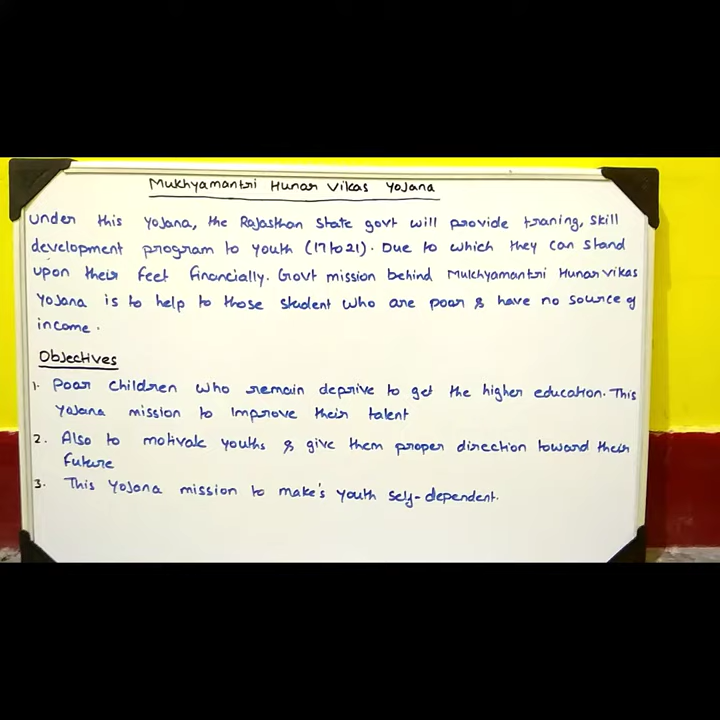 Mukhyamantri Hunar Vikas Yojana
Under this Yojana, the Rajasthan State govt will provide traning, skill
development program to youth (17 to 21). Due to which they can stand
upon their feet financially. Govt mission behind Mukhyamantri Hunar vikas
Yojana is to help to those student who are poor & have no source of
income.
Objectives
1. Poor children who remain deprive to get the higher education. This
Yojana mission to improve their talent
2. Also to motivate youths & give them proper direction toward their
future
3. This Yojana mission to make's youth self-dependent.